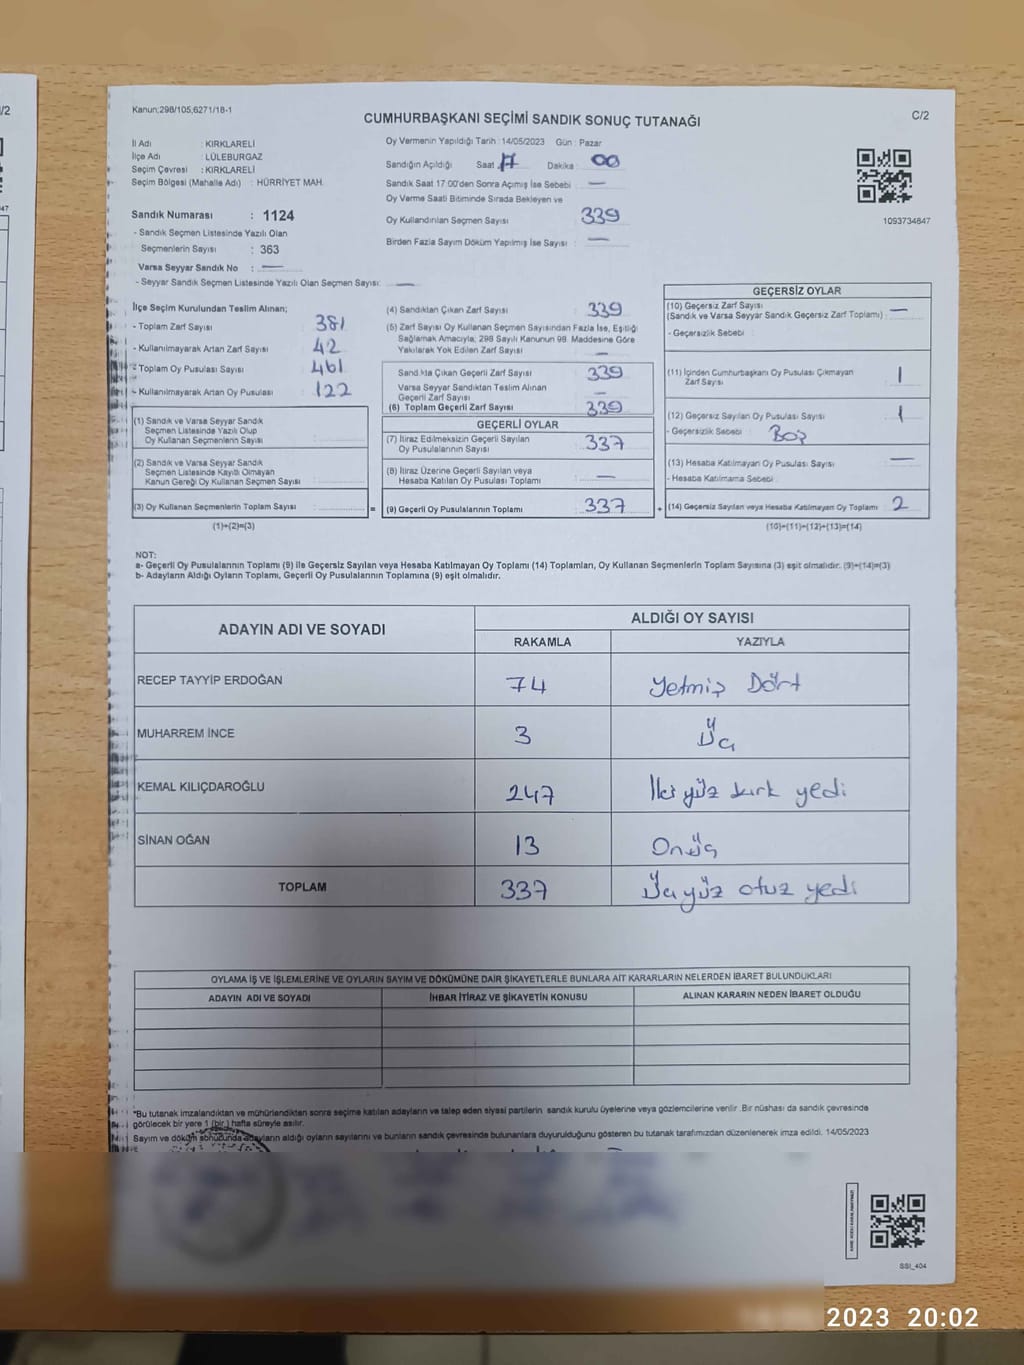 Kanun;298/105,6271/18-1
CUMHURBAŞKANI SEÇİMİ SANDIK SONUÇ TUTANAĞI
C/2
İl Adı : KIRKLARELİ
İlçe Adı : LÜLEBURGAZ
Seçim Çevresi : KIRKLARELİ
Seçim Bölgesi (Mahalle Adı) : HÜRRİYET MAH.
Sandık Numarası : 1124
- Sandık Seçmen Listesinde Yazılı Olan
Seçmenlerin Sayısı : 363
Varsa Seyyar Sandık No : —
- Seyyar Sandık Seçmen Listesinde Yazılı Olan Seçmen Sayısı: —
Oy Vermenin Yapıldığı Tarih : 14/05/2023 Gün : Pazar
Sandığın Açıldığı Saat 17 Dakika : 00
Sandık Saat 17:00'den Sonra Açımış İse Sebebi : —
Oy Verme Saati Bitiminde Sırada Bekleyen ve
Oy Kullandırılan Seçmen Sayısı : 339
Birden Fazla Sayım Döküm Yapılmış İse Sayısı : —
1093734847
İlçe Seçim Kurulundan Teslim Alınan;
- Toplam Zarf Sayısı : 381
- Kullanılmayarak Artan Zarf Sayısı : 42
- Toplam Oy Pusulası Sayısı : 461
- Kullanılmayarak Artan Oy Pusulası : 122
(1) Sandık ve Varsa Seyyar Sandık
Seçmen Listesinde Yazılı Olup
Oy Kullanan Seçmenlerin Sayısı :
(2) Sandık ve Varsa Seyyar Sandık
Seçmen Listesinde Kayıtlı Olmayan
Kanun Gereği Oy Kullanan Seçmen Sayısı :
(3) Oy Kullanan Seçmenlerin Toplam Sayısı : =
(1)+(2)=(3)
(4) Sandıktan Çıkan Zarf Sayısı : 339
(5) Zarf Sayısı Oy Kullanan Seçmen Sayısından Fazla İse, Eşitliği
Sağlamak Amacıyla, 298 Sayılı Kanunun 98. Maddesine Göre
Yakılarak Yok Edilen Zarf Sayısı : —
Sandıkta Çıkan Geçerli Zarf Sayısı : 339
Varsa Seyyar Sandıktan Teslim Alınan
Geçerli Zarf Sayısı : —
(6) Toplam Geçerli Zarf Sayısı : 339
GEÇERLİ OYLAR
(7) İtiraz Edilmeksizin Geçerli Sayılan
Oy Pusulalarının Sayısı : 337
(8) İtiraz Üzerine Geçerli Sayılan veya
Hesaba Katılan Oy Pusulası Toplamı : —
(9) Geçerli Oy Pusulalarının Toplamı : 337 +
GEÇERSİZ OYLAR
(10) Geçersiz Zarf Sayısı
(Sandık ve Varsa Seyyar Sandık Geçersiz Zarf Toplamı) : —
- Geçersizlik Sebebi :
(11) İçinden Cumhurbaşkanı Oy Pusulası Çıkmayan
Zarf Sayısı : 1
(12) Geçersiz Sayılan Oy Pusulası Sayısı : 1
- Geçersizlik Sebebi : Boş
(13) Hesaba Katılmayan Oy Pusulası Sayısı : —
- Hesaba Katılmama Sebebi :
(14) Geçersiz Sayılan veya Hesaba Katılmayan Oy Toplamı : 2
(10)+(11)+(12)+(13)=(14)
NOT:
a- Geçerli Oy Pusulalarının Toplamı (9) ile Geçersiz Sayılan veya Hesaba Katılmayan Oy Toplamı (14) Toplamları, Oy Kullanan Seçmenlerin Toplam Sayısına (3) eşit olmalıdır. (9)+(14)=(3)
b- Adayların Aldığı Oyların Toplamı, Geçerli Oy Pusulalarının Toplamına (9) eşit olmalıdır.
ADAYIN ADI VE SOYADI
ALDIĞI OY SAYISI
RAKAMLA YAZIYLA
RECEP TAYYİP ERDOĞAN 74 Yetmiş Dört
MUHARREM İNCE 3 Üç
KEMAL KILIÇDAROĞLU 247 İki yüz kırk yedi
SİNAN OĞAN 13 Onüç
TOPLAM 337 Üçyüz otuz yedi
OYLAMA İŞ VE İŞLEMLERİNE VE OYLARIN SAYIM VE DÖKÜMÜNE DAİR ŞİKAYETLERLE BUNLARA AİT KARARLARIN NELERDEN İBARET BULUNDUKLARI
ADAYIN ADI VE SOYADI İHBAR İTİRAZ VE ŞİKAYETİN KONUSU ALINAN KARARIN NEDEN İBARET OLDUĞU
*Bu tutanak imzalandıktan ve mühürlendikten sonra seçime katılan adayların ve talep eden siyasi partilerin sandık kurulu üyelerine veya gözlemcilerine verilir. Bir nüshası da sandık çevresinde
görülecek bir yere 1 (bir) hafta süreyle asılır.
Sayım ve döküm sonucunda adayların aldığı oyların sayılarını ve bunların sandık çevresinde bulunanlara duyurulduğunu gösteren bu tutanak tarafımızdan düzenlenerek imza edildi. 14/05/2023
SSI_404
2023 20:02